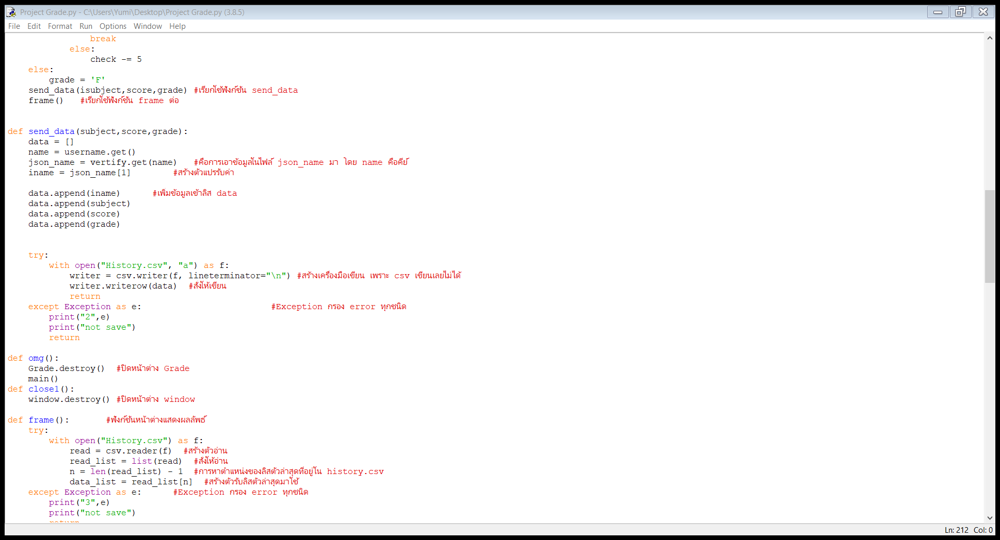 Project Grade.py - C:\Users\Yumi\Desktop\Project Grade.py (3.8.5)
File Edit Format Run Options Window Help
break
else:
check -= 5
else:
grade = 'F'
send_data(isubject,score,grade) #เรียกใช้ฟังก์ชัน send_data
frame() #เรียกใช้ฟังก์ชัน frame ต่อ
def send_data(subject,score,grade):
data = []
name = username.get()
json_name = vertify.get(name) #คือการเอาข้อมูลในไฟล์ json_name มา โดย name คือคีย์
iname = json_name[1] #สร้างตัวแปรรับค่า
data.append(iname) #เพิ่มข้อมูลเข้าลิส data
data.append(subject)
data.append(score)
data.append(grade)
try:
with open("History.csv", "a") as f:
writer = csv.writer(f, lineterminator="\n") #สร้างเครื่องมือเขียน เพราะ csv เขียนเลยไม่ได้
writer.writerow(data) #สั่งให้เขียน
return
except Exception as e: #Exception กรอง error ทุกชนิด
print("2",e)
print("not save")
return
def omg():
Grade.destroy() #ปิดหน้าต่าง Grade
main()
def close1():
window.destroy() #ปิดหน้าต่าง window
def frame(): #ฟังก์ชันหน้าต่างแสดงผลลัพธ์
try:
with open("History.csv") as f:
read = csv.reader(f) #สร้างตัวอ่าน
read_list = list(read) #สั่งให้อ่าน
n = len(read_list) - 1 #การหาตำแหน่งของลิสตัวล่าสุดที่อยู่ใน history.csv
data_list = read_list[n] #สร้างตัวรับลิสตัวล่าสุดมาใช้
except Exception as e: #Exception กรอง error ทุกชนิด
print("3",e)
print("not save")
return
Ln: 212 Col: 0